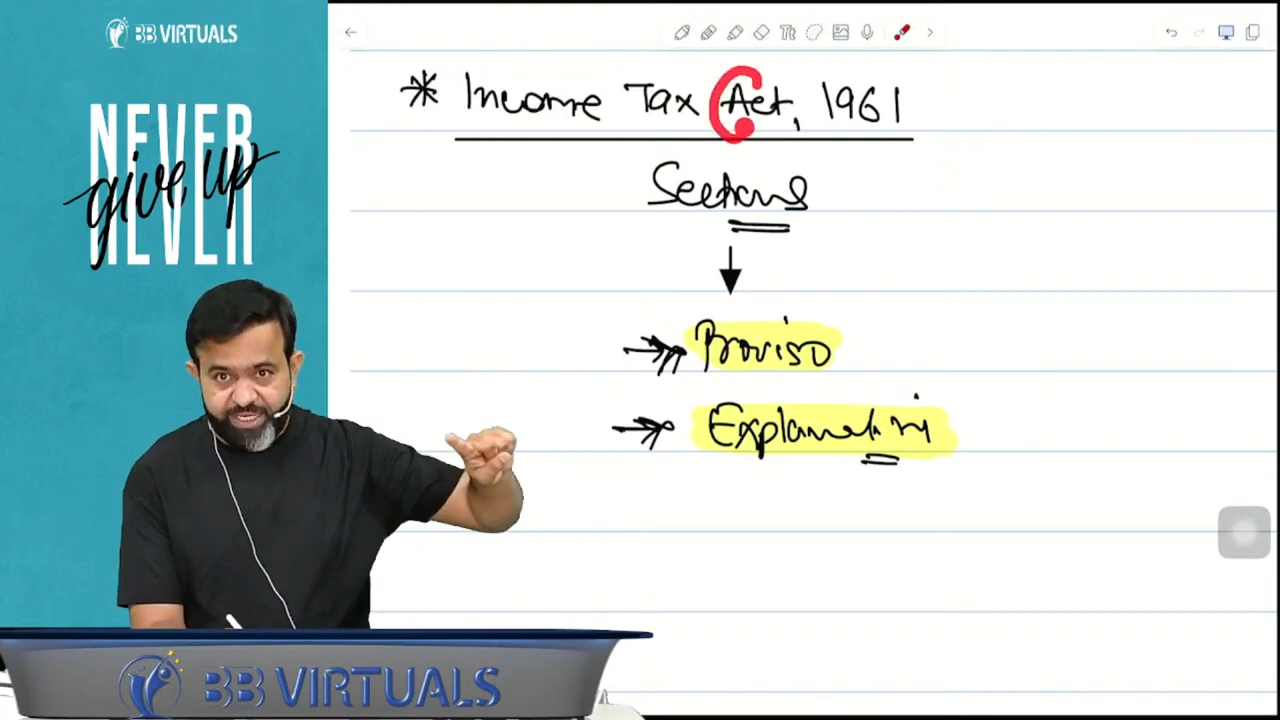 BB VIRTUALS
NEVER
give up
NEVER
* Income Tax Act, 1961
Sections
Proviso
Explanation
BB VIRTUALS